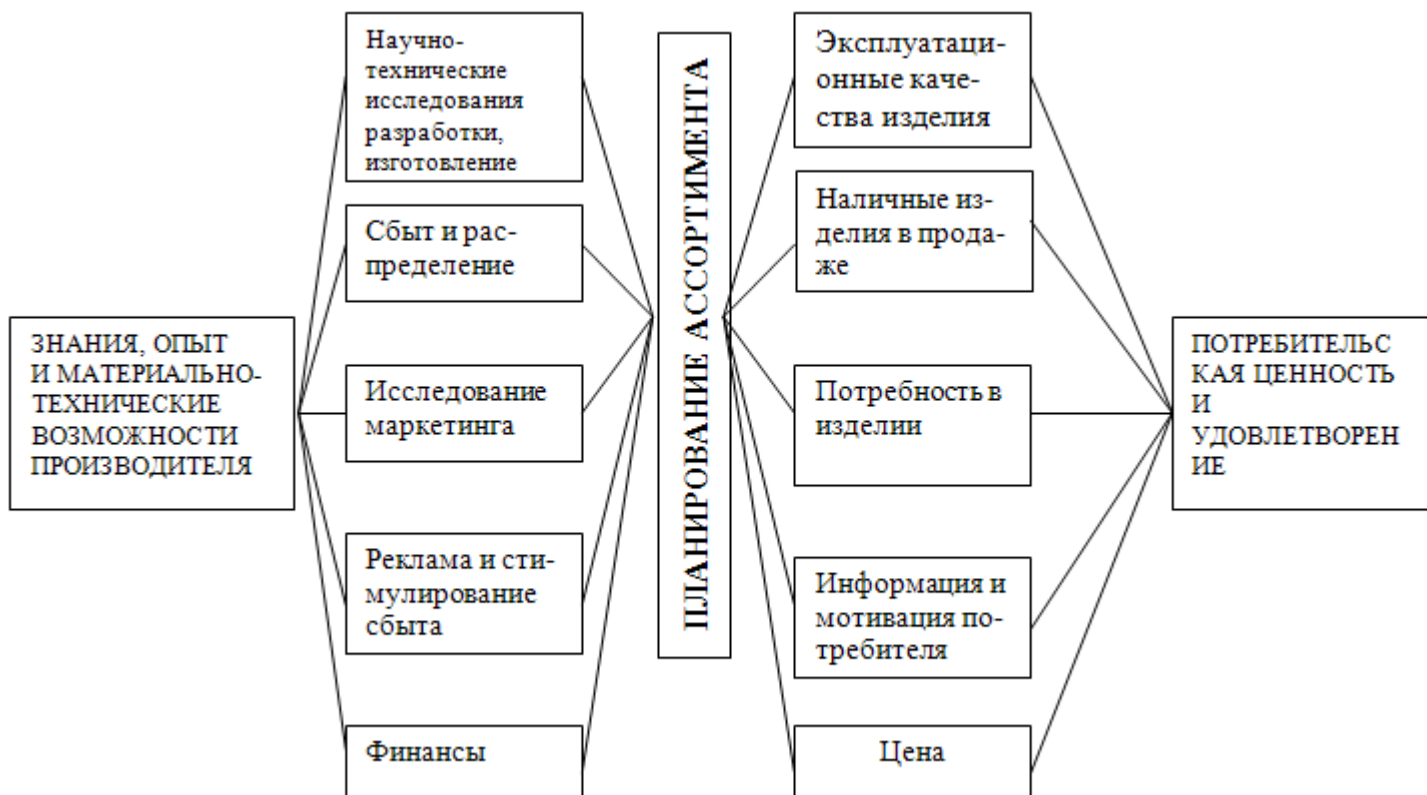 ЗНАНИЯ, ОПЫТ
И МАТЕРИАЛЬНО-
ТЕХНИЧЕСКИЕ
ВОЗМОЖНОСТИ
ПРОИЗВОДИТЕЛЯ
Научно-
технические
исследования
разработки,
изготовление
Сбыт и рас-
пределение
Исследование
маркетинга
Реклама и сти-
мулирование
сбыта
Финансы
ПЛАНИРОВАНИЕ АССОРТИМЕНТА
Эксплуатаци-
онные каче-
ства изделия
Наличные из-
делия в прода-
же
Потребность в
изделии
Информация и
мотивация по-
требителя
Цена
ПОТРЕБИТЕЛЬС
КАЯ ЦЕННОСТЬ
И
УДОВЛЕТВОРЕН
ИЕ